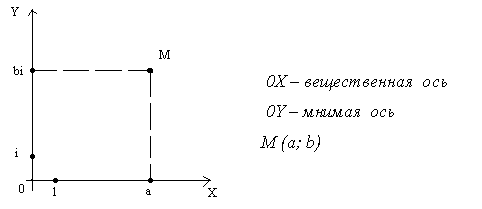 Y
bi
M
i
0
1
a
X
0X – вещественная ось
0Y – мнимая ось
M (a; b)